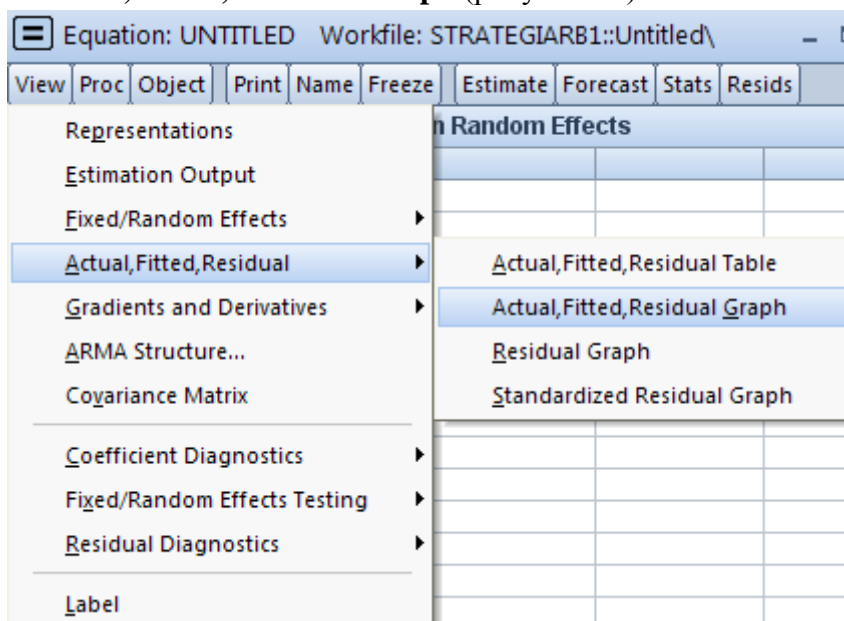 Equation: UNTITLED Workfile: STRATEGIARB1::Untitled\
View Proc Object Print Name Freeze Estimate Forecast Stats Resids
n Random Effects
Representations
Estimation Output
Fixed/Random Effects
Actual,Fitted,Residual
Gradients and Derivatives
ARMA Structure...
Covariance Matrix
Coefficient Diagnostics
Fixed/Random Effects Testing
Residual Diagnostics
Label
Actual,Fitted,Residual Table
Actual,Fitted,Residual Graph
Residual Graph
Standardized Residual Graph